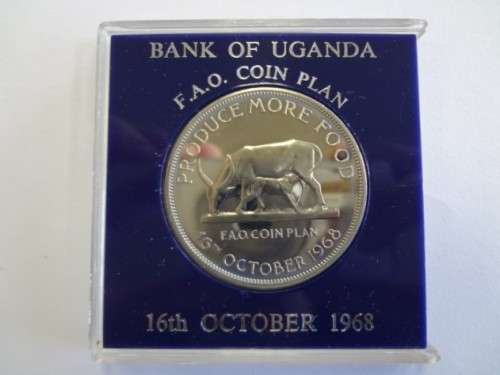 BANK OF UGANDA
F.A.O. COIN PLAN
PRODUCE MORE FOOD
F.A.O. COIN PLAN
16TH OCTOBER 1968
16th OCTOBER 1968